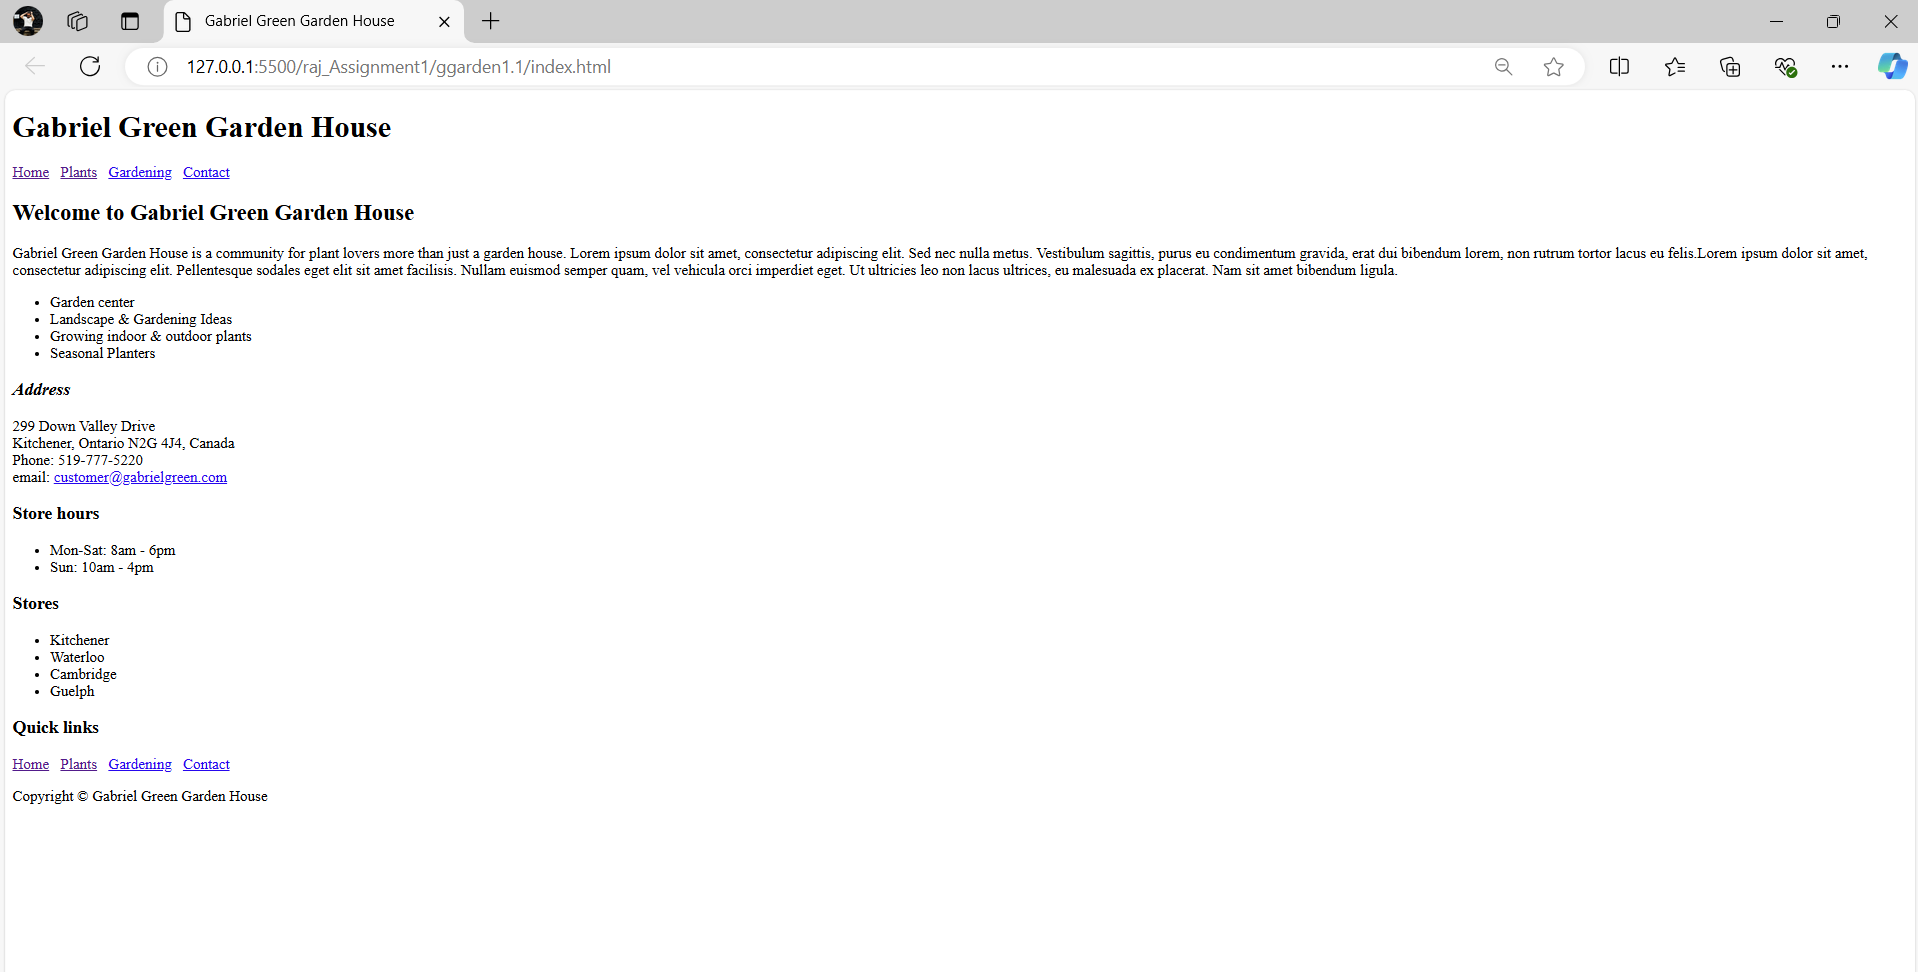 Gabriel Green Garden House
127.0.0.1:5500/raj_Assignment1/ggarden1.1/index.html
Gabriel Green Garden House
Home Plants Gardening Contact
Welcome to Gabriel Green Garden House
Gabriel Green Garden House is a community for plant lovers more than just a garden house. Lorem ipsum dolor sit amet, consectetur adipiscing elit. Sed nec nulla metus. Vestibulum sagittis, purus eu condimentum gravida, erat dui bibendum lorem, non rutrum tortor lacus eu felis.Lorem ipsum dolor sit amet,
consectetur adipiscing elit. Pellentesque sodales eget elit sit amet facilisis. Nullam euismod semper quam, vel vehicula orci imperdiet eget. Ut ultricies leo non lacus ultrices, eu malesuada ex placerat. Nam sit amet bibendum ligula.
• Garden center
• Landscape & Gardening Ideas
• Growing indoor & outdoor plants
• Seasonal Planters
Address
299 Down Valley Drive
Kitchener, Ontario N2G 4J4, Canada
Phone: 519-777-5220
email: customer@gabrielgreen.com
Store hours
• Mon-Sat: 8am - 6pm
• Sun: 10am - 4pm
Stores
• Kitchener
• Waterloo
• Cambridge
• Guelph
Quick links
Home Plants Gardening Contact
Copyright © Gabriel Green Garden House